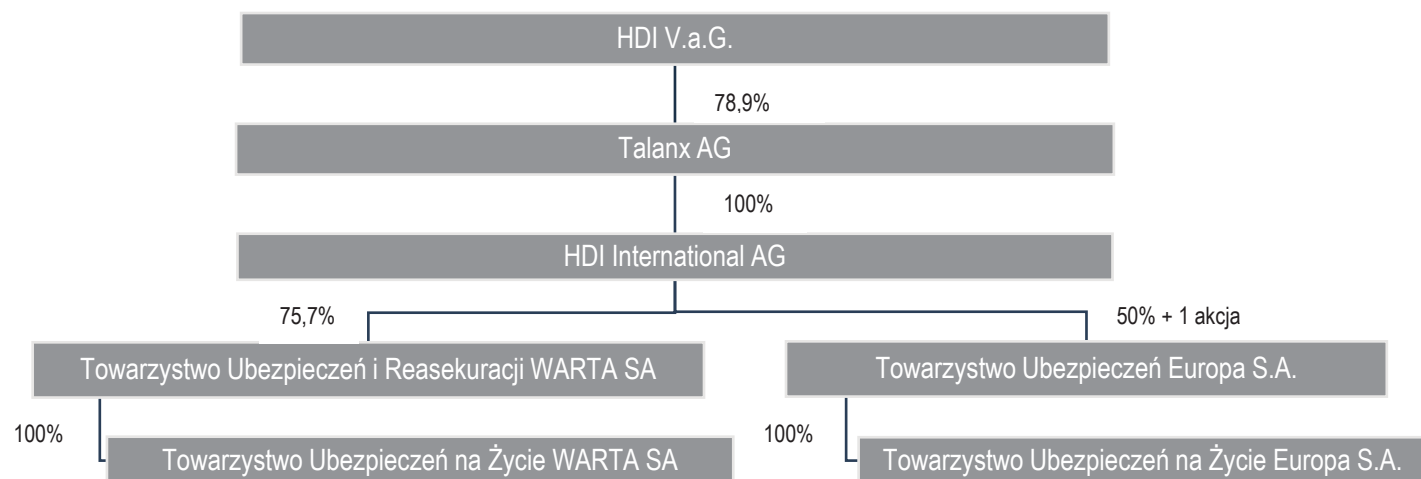 HDI V.a.G.
78,9%
Talanx AG
100%
HDI International AG
75,7%
50% + 1 akcja
Towarzystwo Ubezpieczeń i Reasekuracji WARTA SA
Towarzystwo Ubezpieczeń Europa S.A.
100%
100%
Towarzystwo Ubezpieczeń na Życie WARTA SA
Towarzystwo Ubezpieczeń na Życie Europa S.A.